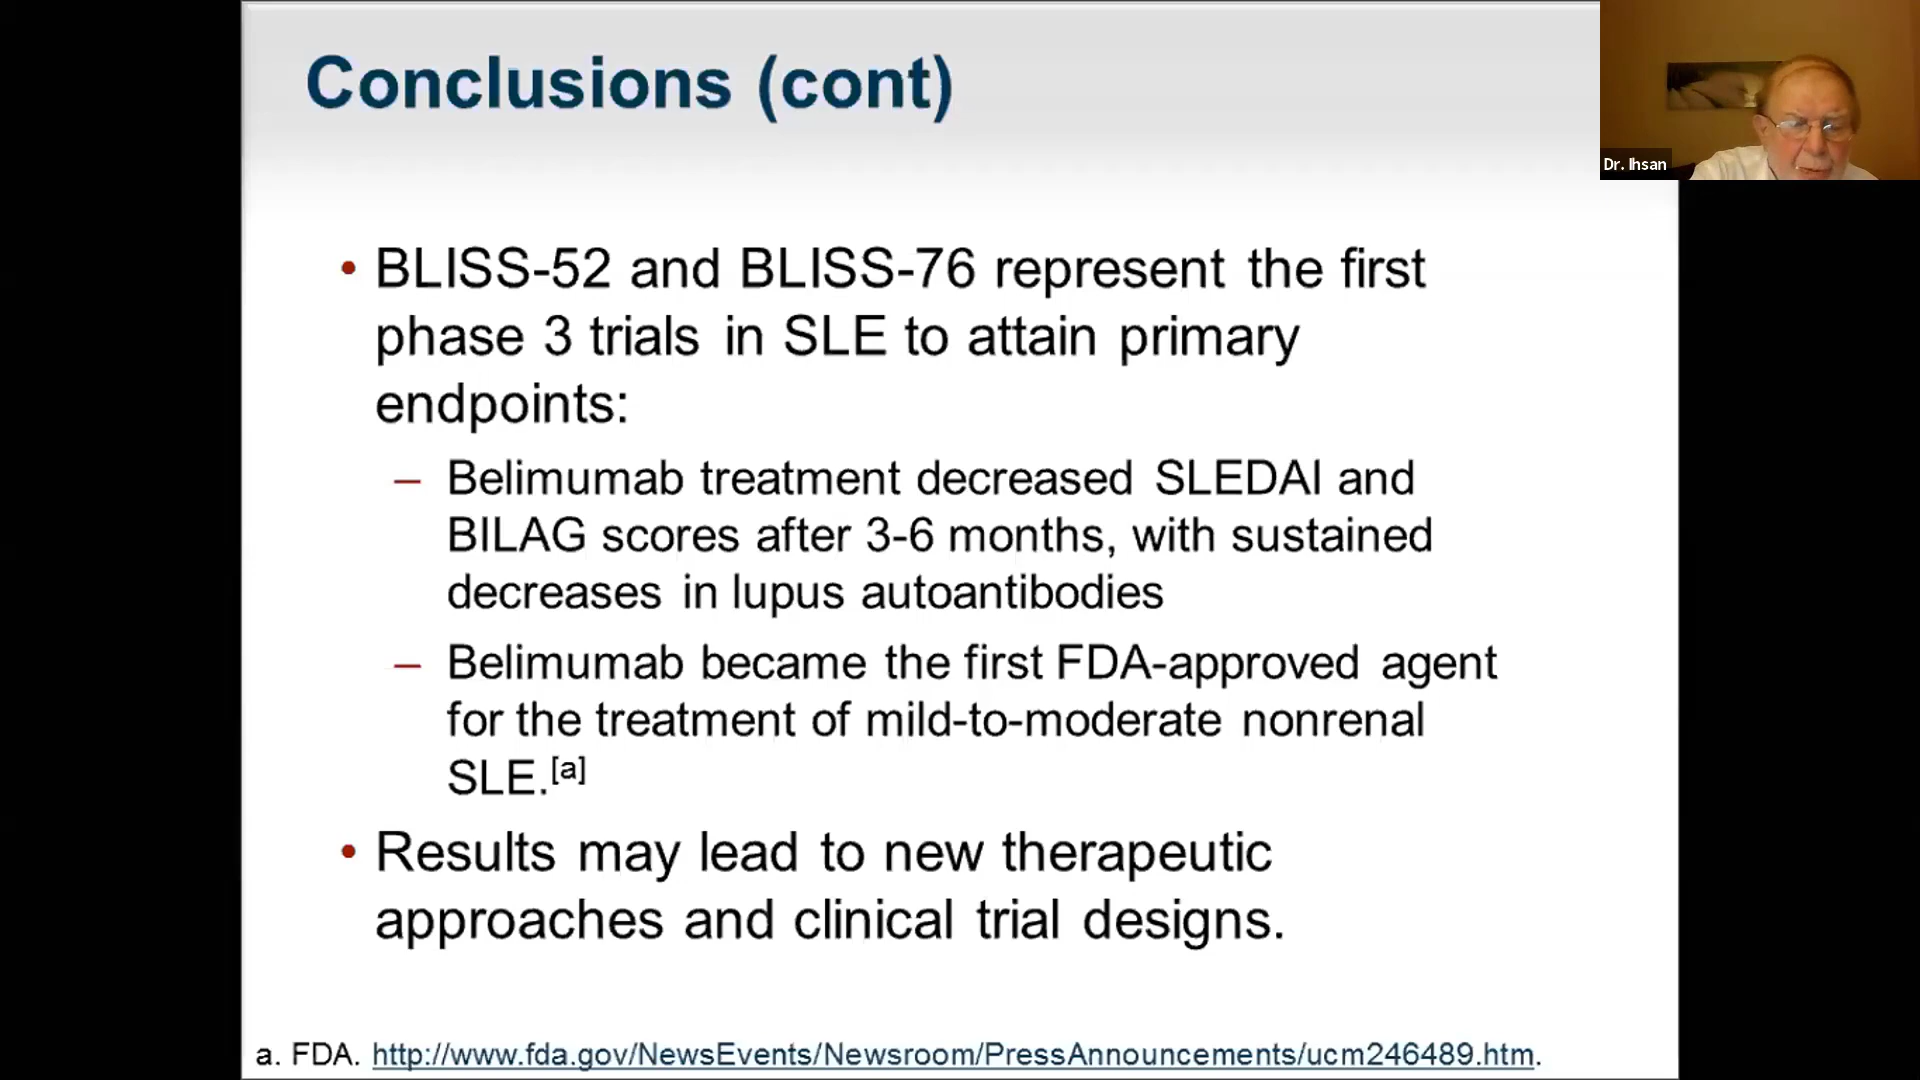 Conclusions (cont)
Dr. Ihsan
• BLISS-52 and BLISS-76 represent the first
phase 3 trials in SLE to attain primary
endpoints:
– Belimumab treatment decreased SLEDAI and
BILAG scores after 3-6 months, with sustained
decreases in lupus autoantibodies
– Belimumab became the first FDA-approved agent
for the treatment of mild-to-moderate nonrenal
SLE.[a]
• Results may lead to new therapeutic
approaches and clinical trial designs.
a. FDA. http://www.fda.gov/NewsEvents/Newsroom/PressAnnouncements/ucm246489.htm.